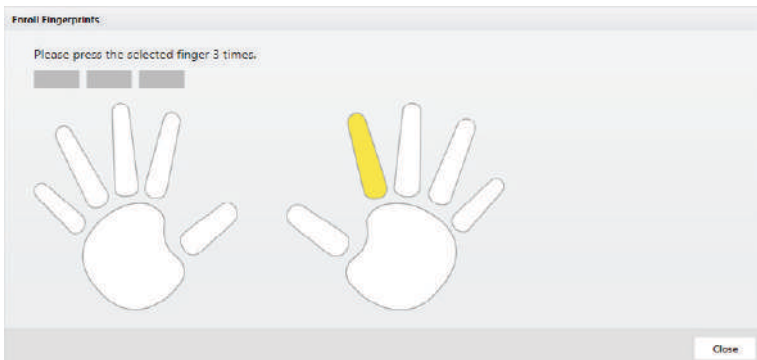 Enroll Fingerprints
Please press the selected finger 3 times.
Close